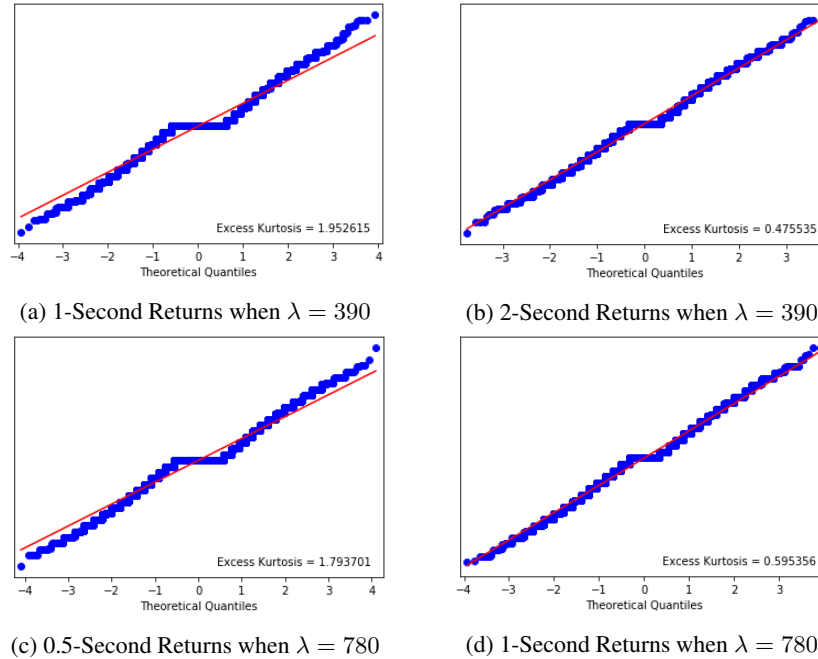 Excess Kurtosis = 1.952615
−4 −3 −2 −1 0 1 2 3 4
Theoretical Quantiles
(a) 1-Second Returns when λ = 390
Excess Kurtosis = 0.475535
−3 −2 −1 0 1 2 3
Theoretical Quantiles
(b) 2-Second Returns when λ = 390
Excess Kurtosis = 1.793701
−4 −3 −2 −1 0 1 2 3 4
Theoretical Quantiles
(c) 0.5-Second Returns when λ = 780
Excess Kurtosis = 0.595356
−4 −3 −2 −1 0 1 2 3
Theoretical Quantiles
(d) 1-Second Returns when λ = 780